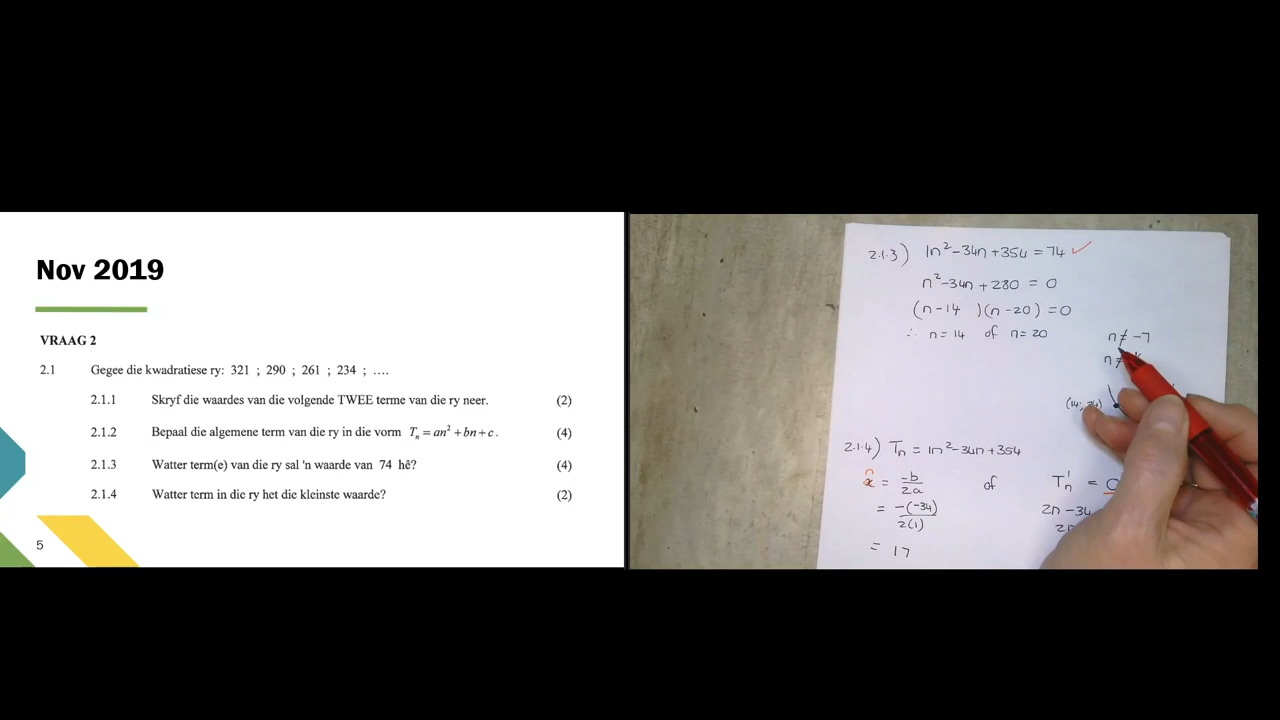 Nov 2019
VRAAG 2
2.1 Gegee die kwadratiese ry: 321 ; 290 ; 261 ; 234 ; ….
2.1.1 Skryf die waardes van die volgende TWEE terme van die ry neer. (2)
2.1.2 Bepaal die algemene term van die ry in die vorm Tₙ = an² + bn + c. (4)
2.1.3 Watter term(e) van die ry sal 'n waarde van 74 hê? (4)
2.1.4 Watter term in die ry het die kleinste waarde? (2)
5
2.1.3) 1n² -34n +354 = 74 ✓
n² -34n + 280 = 0
(n -14 )(n -20) = 0
∴ n = 14 of n = 20
n ≠ -7
n ≠
(14; 74)
2.1.4) Tₙ = 1n² -34n +354
n
x = -b/2a of Tₙ' = 0
= -(-34)/2(1) 2n -34
= 17 2n